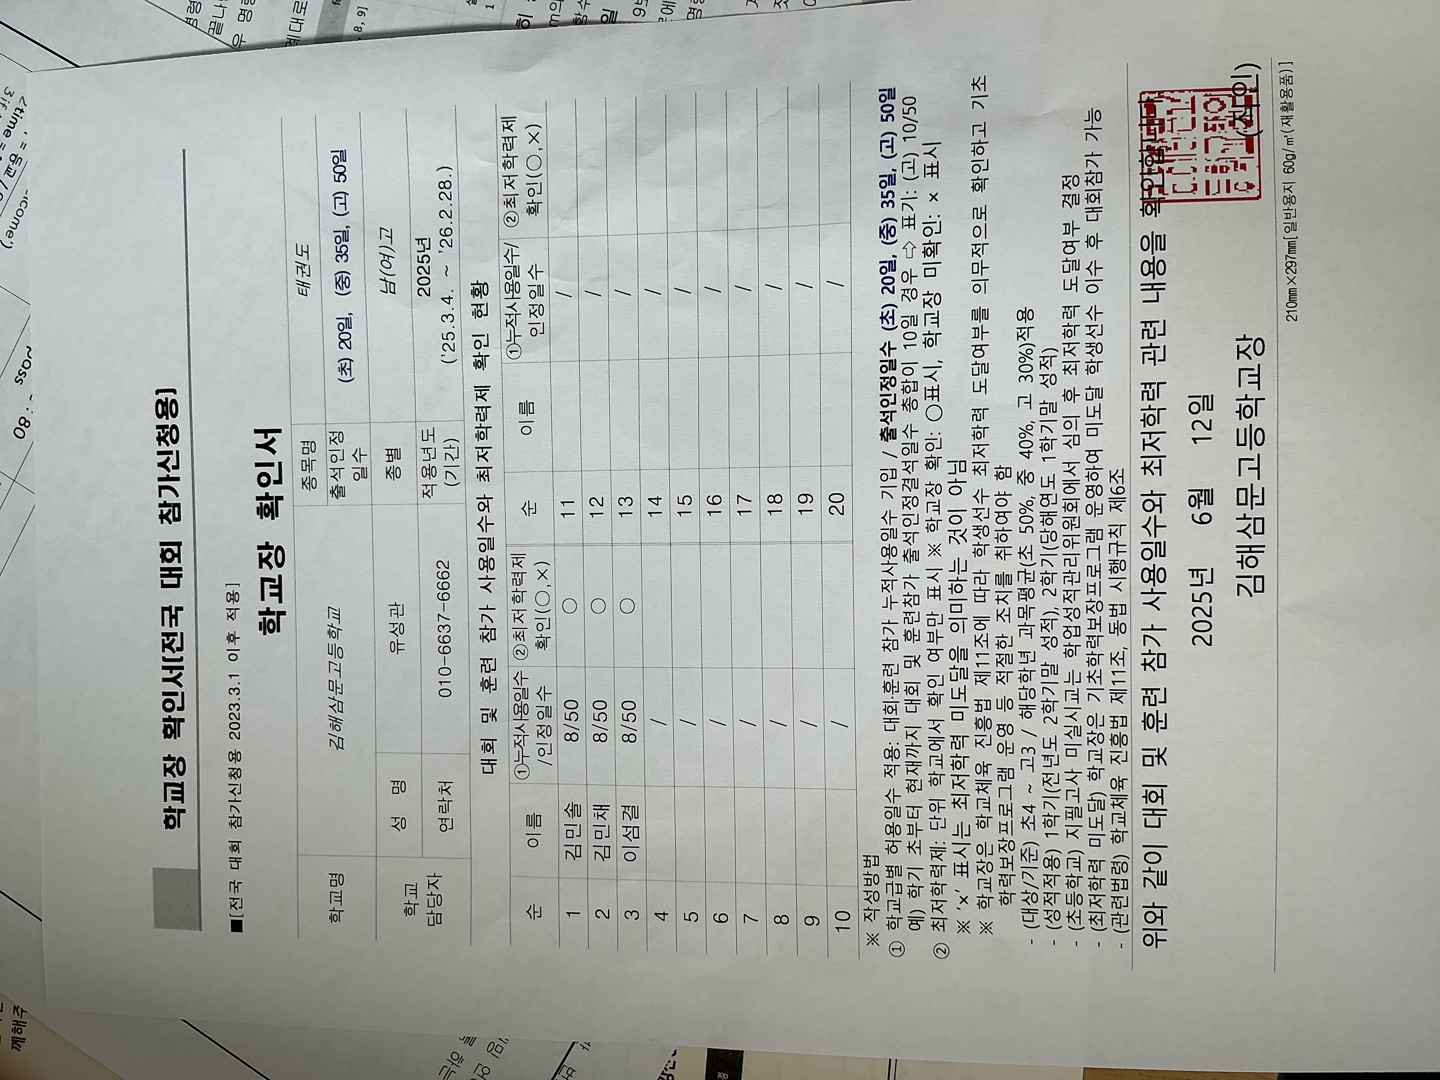 학교장 확인서[전국 대회 참가신청용]
■[전국 대회 참가신청용 2023.3.1 이후 적용]
학교장 확인서
학교명 김해삼문고등학교 종목명 태권도
출석인정일수 (초) 20일, (중) 35일, (고) 50일
학교 담당자 성 명 유성관 종별 남(여)고
연락처 010-6637-6662 적용년도(기간) 2025년 ('25.3.4. ~ '26.2.28.)
대회 및 훈련 참가 사용일수와 최저학력제 확인 현황
순 이름 ①누적사용일수/인정일수 ②최저학력제 확인(○,×) 순 이름 ①누적사용일수/인정일수 ②최저학력제 확인(○,×)
1 김민솔 8/50 ○ 11 /
2 김민채 8/50 ○ 12 /
3 이섬결 8/50 ○ 13 /
4 / 14 /
5 / 15 /
6 / 16 /
7 / 17 /
8 / 18 /
9 / 19 /
10 / 20 /
※ 작성방법
① 학교급별 허용일수 적용: 대회·훈련 참가 누적사용일수 기입 / 출석인정일수 (초) 20일, (중) 35일, (고) 50일
예) 학기 초부터 현재까지 대회 및 훈련참가 출석인정결석일수 총합이 10일 경우 ⇨ 표기: (고) 10/50
② 최저학력제: 단위 학교에서 확인 여부만 표시 ※ 학교장 확인: ○표시, 학교장 미확인: × 표시
※ '×' 표시는 최저학력 미도달을 의미하는 것이 아님
※ 학교장은 학교체육 진흥법 제11조에 따라 학생선수 최저학력 도달여부를 의무적으로 확인하고 기초
학력보장프로그램 운영 등 적절한 조치를 취하여야 함
- (대상/기준) 초4 ~ 고3 / 해당학년 과목평균(초 50%, 중 40%, 고 30%)적용
- (성적적용) 1학기(전년도 2학기말 성적), 2학기(당해연도 1학기말 성적)
- (초등학교) 지필고사 미실시교는 학업성적관리위원회에서 심의 후 최저학력 도달여부 결정
- (최저학력 미도달) 학교장은 기초학력보장프로그램 운영하여 미도달 학생선수 이수 후 대회참가 가능
- (관련법령) 학교체육 진흥법 제11조, 동법 시행규칙 제6조
위와 같이 대회 및 훈련 참가 사용일수와 최저학력 관련 내용을 확인합니다
2025년 6월 12일
김해삼문고등학교장 (직인)
210㎜×297㎜[일반용지 60g/㎡(재활용품)]